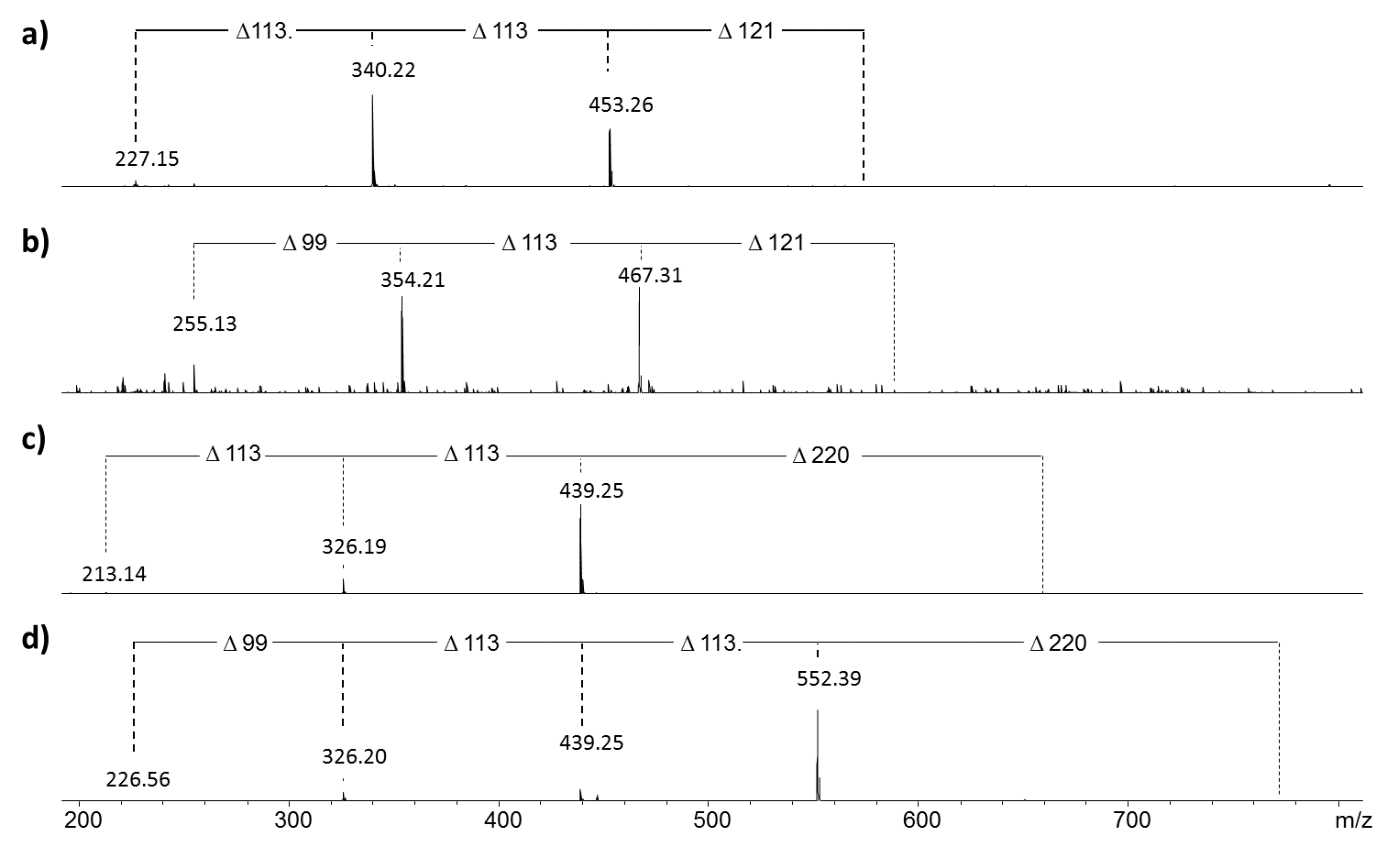 a)
Δ113. Δ 113 Δ 121
340.22
453.26
227.15
b)
Δ 99 Δ 113 Δ 121
354.21 467.31
255.13
c)
Δ 113 Δ 113 Δ 220
439.25
326.19
213.14
d)
Δ 99 Δ 113 Δ 113. Δ 220
552.39
439.25
326.20
226.56
200 300 400 500 600 700 m/z